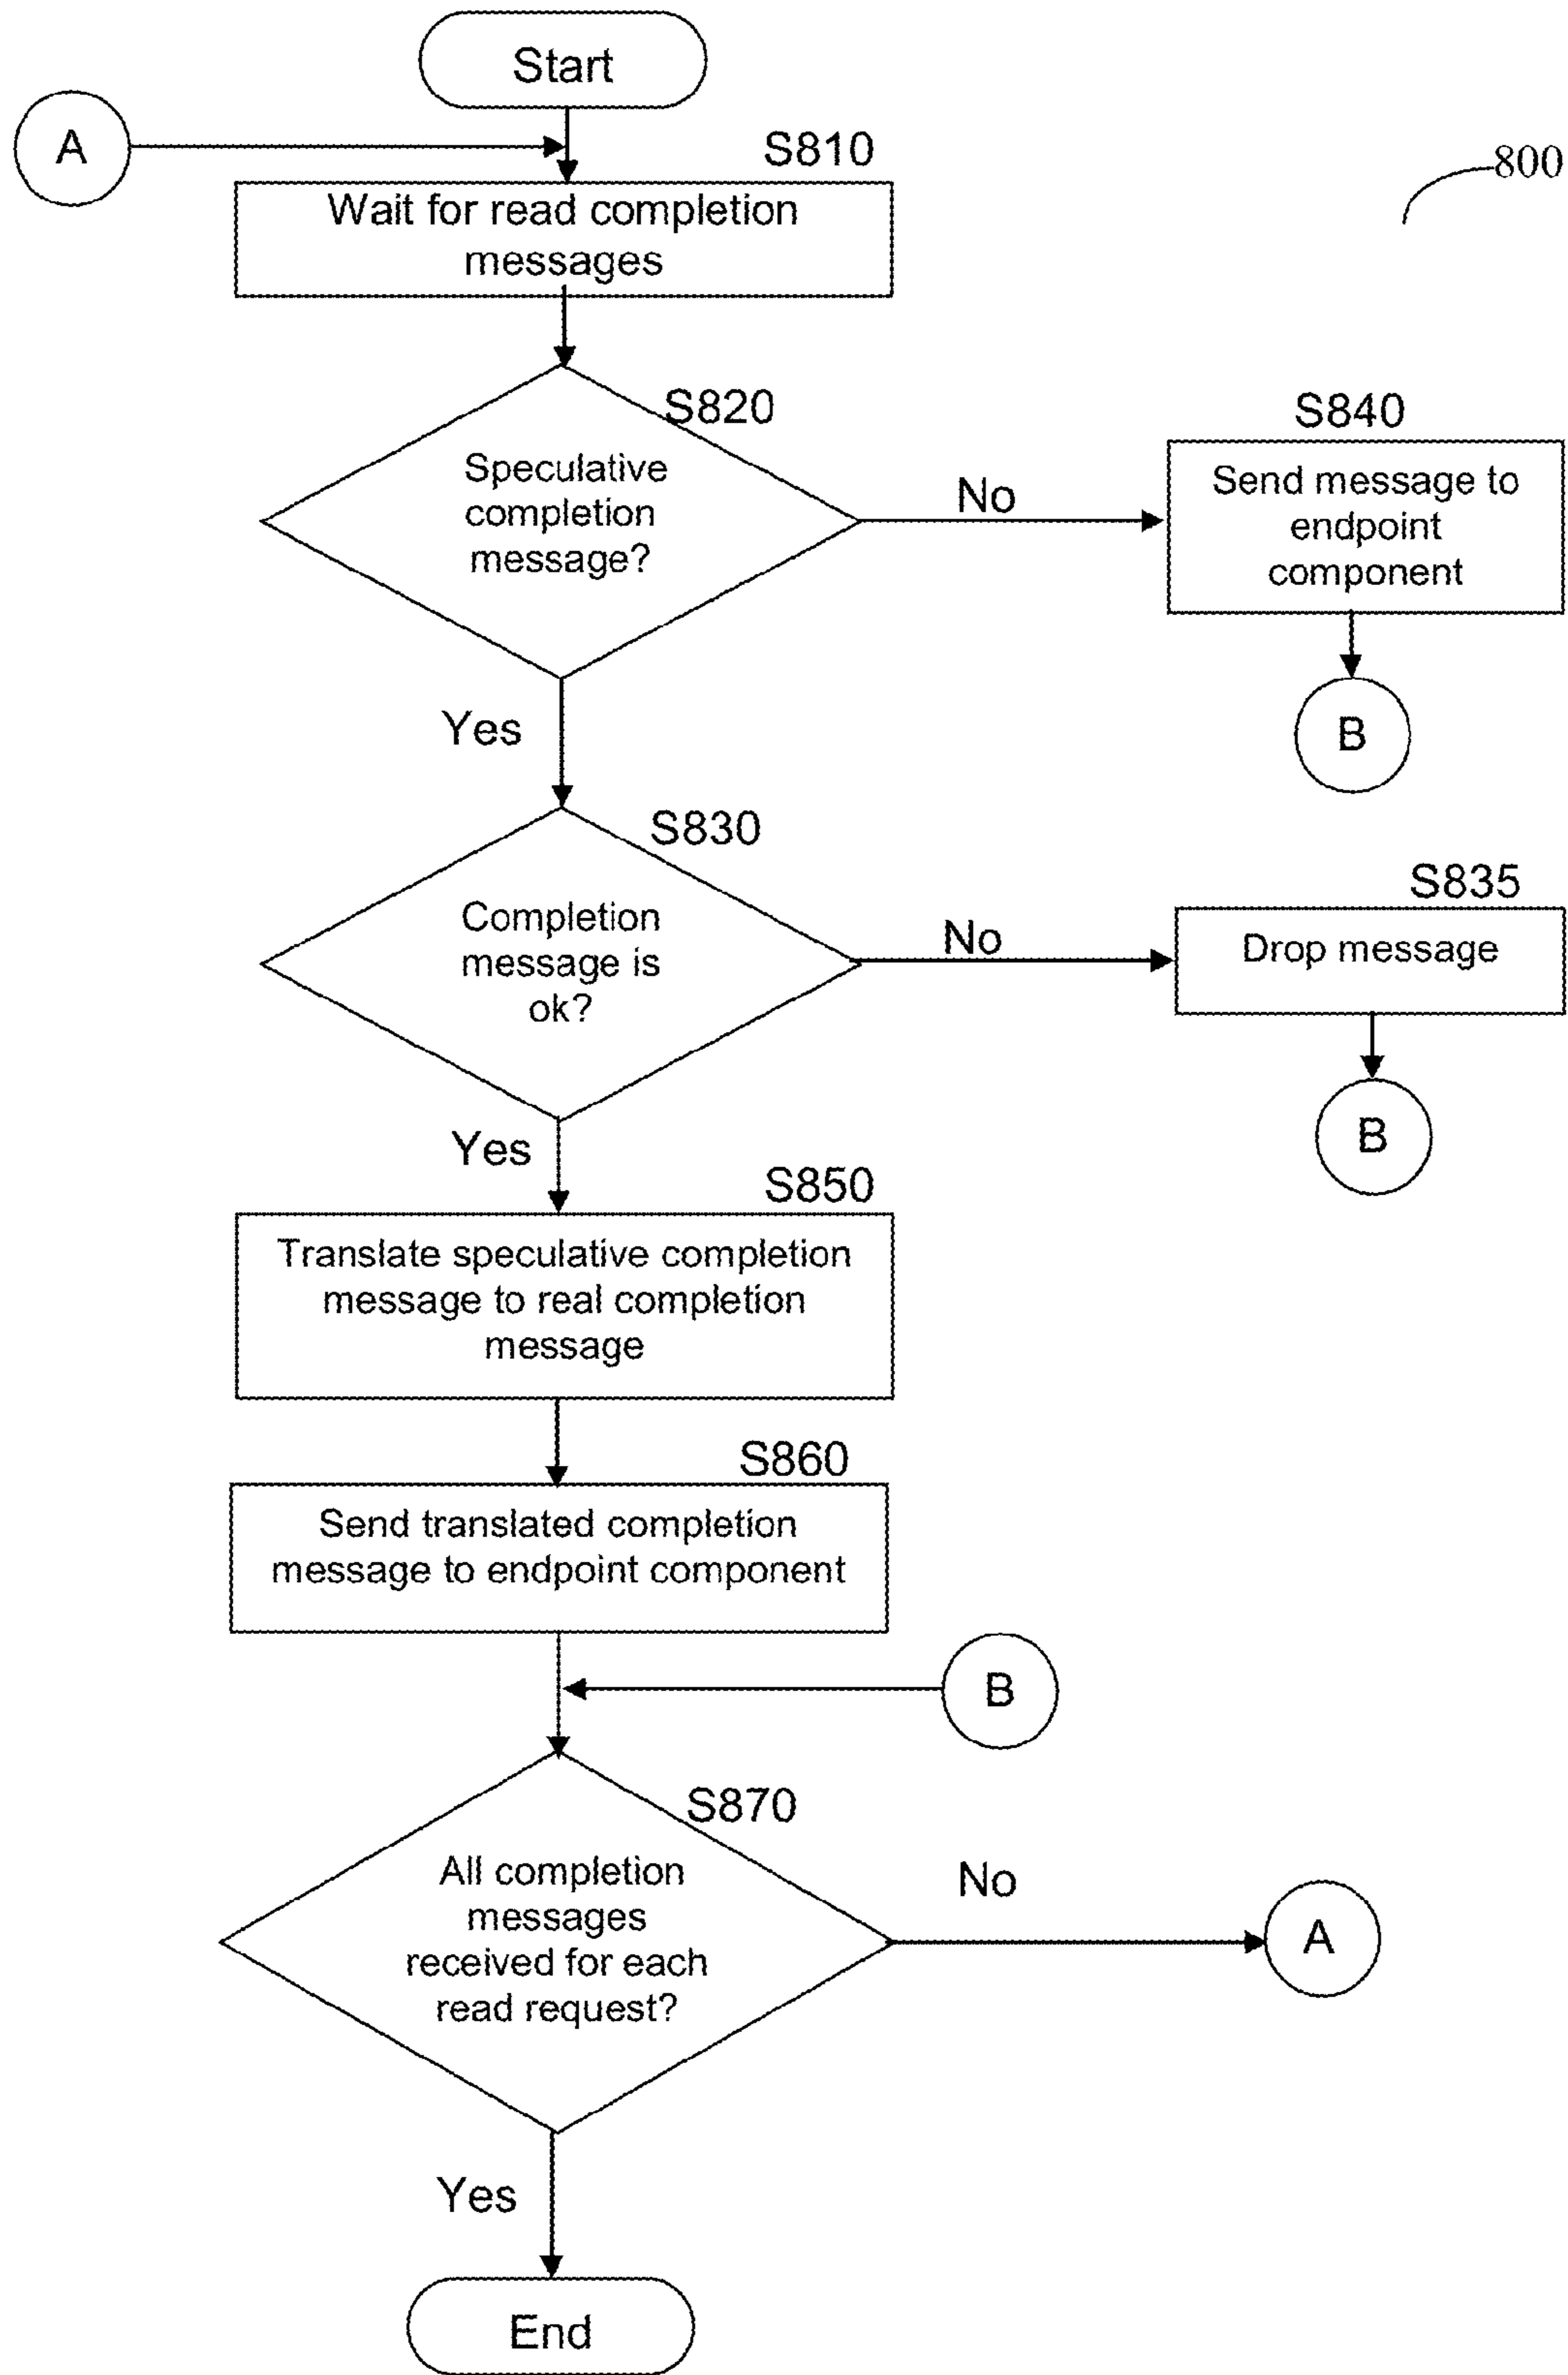 Start
A
S810
800
Wait for read completion
messages
S820
Speculative
completion
message?
No
S840
Send message to
endpoint
component
Yes
B
S830
Completion
message is
ok?
No
S835
Drop message
B
Yes
S850
Translate speculative completion
message to real completion
message
S860
Send translated completion
message to endpoint component
B
S870
All completion
messages
received for each
read request?
No
A
Yes
End